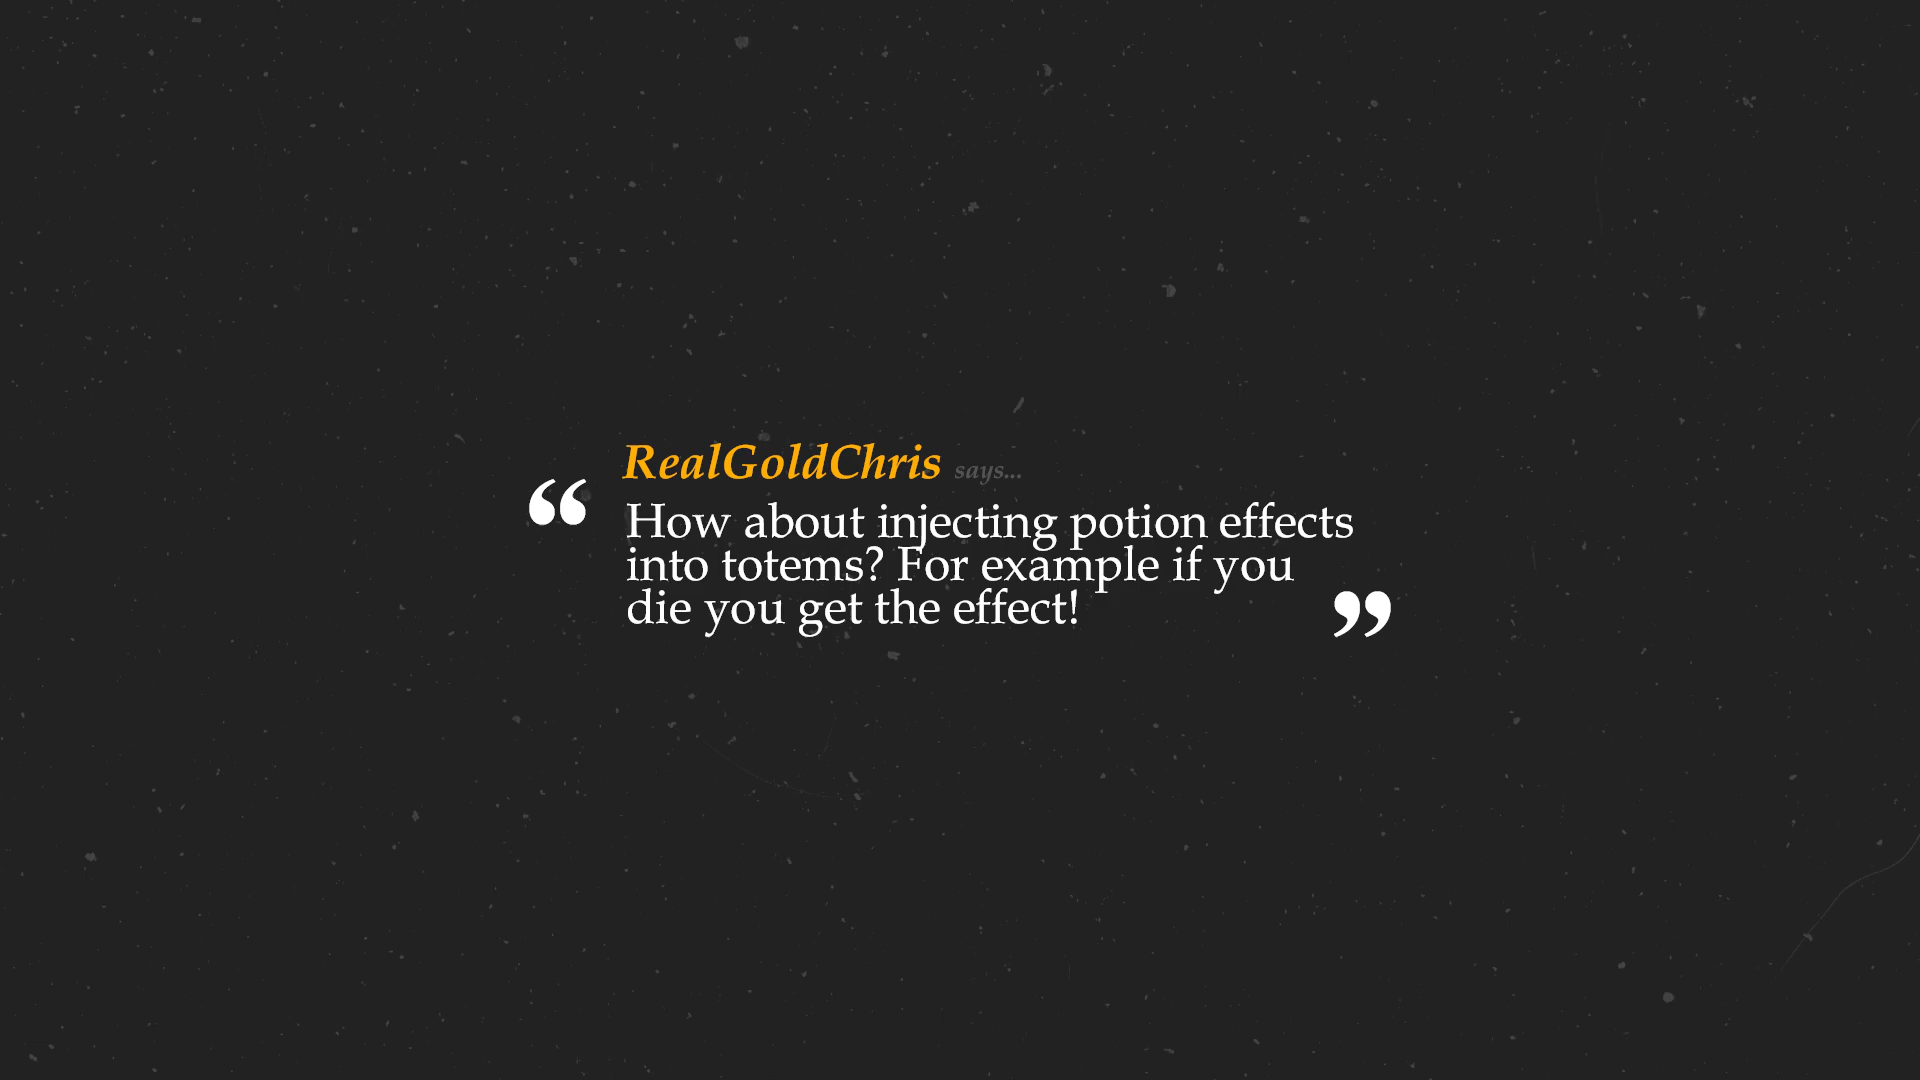 RealGoldChris says...
“How about injecting potion effects
into totems? For example if you
die you get the effect!”